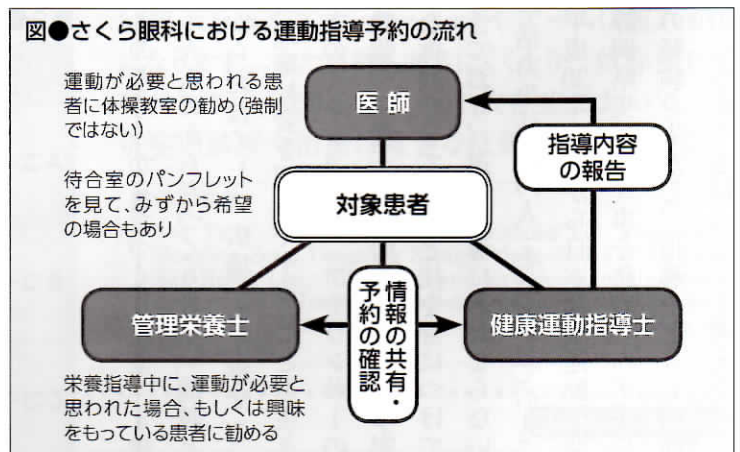 図●さくら眼科における運動指導予約の流れ
運動が必要と思われる患
者に体操教室の勧め(強制
ではない)
医師
指導内容
の報告
待合室のパンフレット
を見て、みずから希望
の場合もあり
対象患者
管理栄養士
情報の共有・
予約の確認
健康運動指導士
栄養指導中に、運動が必要と
思われた場合、もしくは興味
をもっている患者に勧める